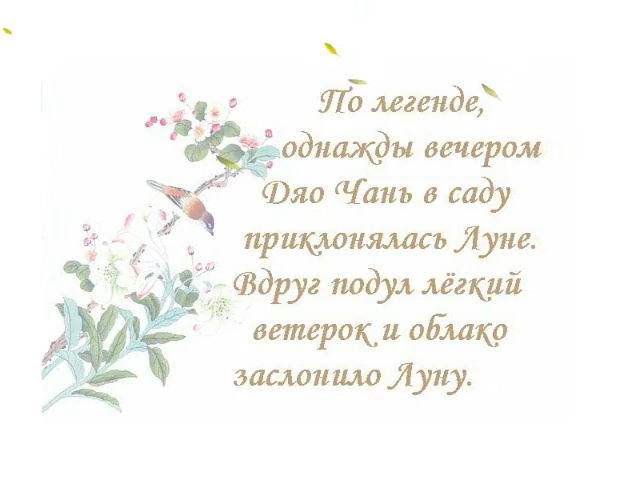 По легенде,
однажды вечером
Дяо Чань в саду
приклонялась Луне.
Вдруг подул лёгкий
ветерок и облако
заслонило Луну.